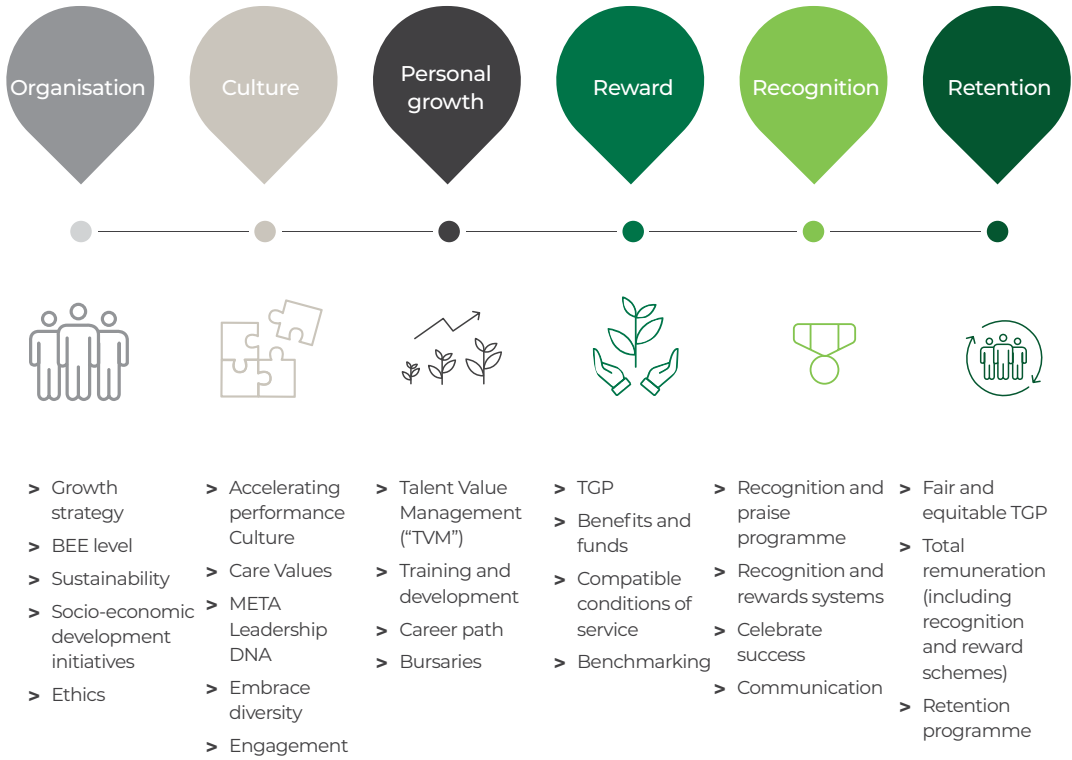 Organisation
Culture
Personal
growth
Reward
Recognition
Retention
> Growth
strategy
> BEE level
> Sustainability
> Socio-economic
development
initiatives
> Ethics
> Accelerating
performance
Culture
> Care Values
> META
Leadership
DNA
> Embrace
diversity
> Engagement
> Talent Value
Management
(“TVM”)
> Training and
development
> Career path
> Bursaries
> TGP
> Benefits and
funds
> Compatible
conditions of
service
> Benchmarking
> Recognition and
praise
programme
> Recognition and
rewards systems
> Celebrate
success
> Communication
> Fair and
equitable TGP
> Total
remuneration
(including
recognition
and reward
schemes)
> Retention
programme